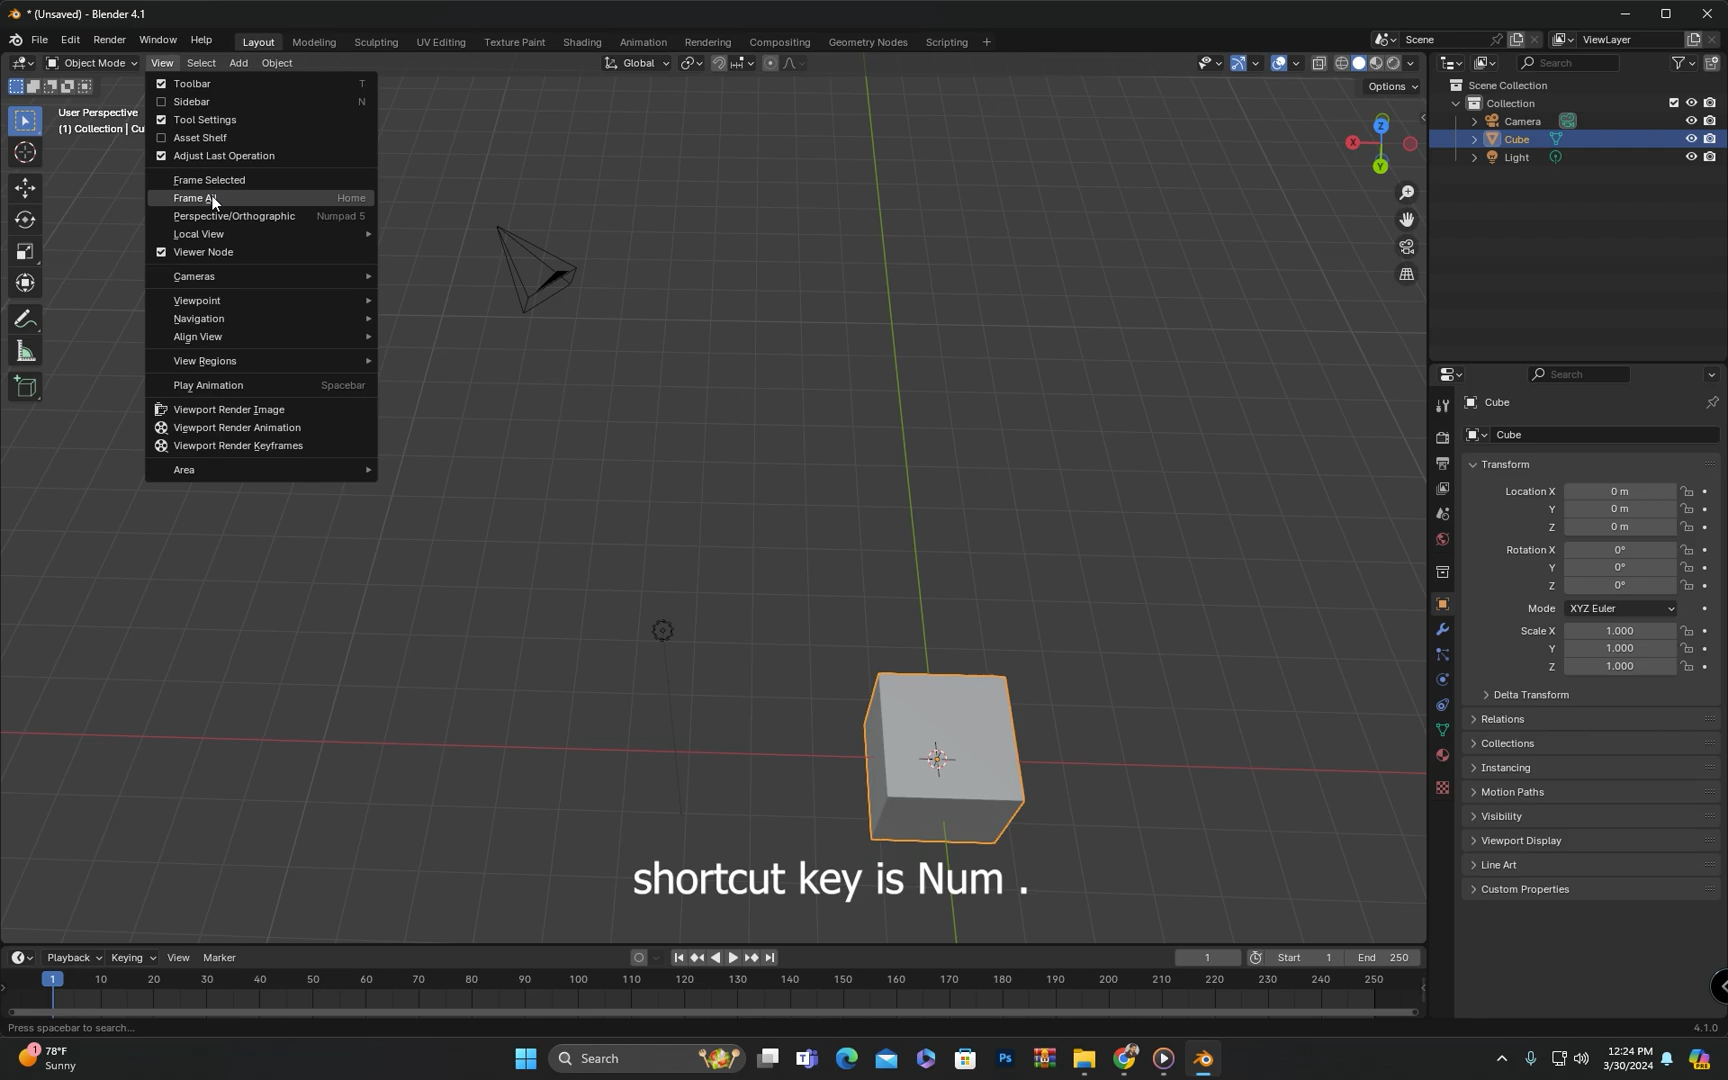 * (Unsaved) - Blender 4.1
File Edit Render Window Help
Layout Modeling Sculpting UV Editing Texture Paint Shading Animation Rendering Compositing Geometry Nodes Scripting +
Scene
ViewLayer
Object Mode View Select Add Object
Global
Search
Options
User Perspective
(1) Collection | Cu
Toolbar T
Sidebar N
Tool Settings
Asset Shelf
Adjust Last Operation
Frame Selected
Frame All Home
Perspective/Orthographic Numpad 5
Local View
Viewer Node
Cameras
Viewpoint
Navigation
Align View
View Regions
Play Animation Spacebar
Viewport Render Image
Viewport Render Animation
Viewport Render Keyframes
Area
Z
X
Y
shortcut key is Num .
Scene Collection
Collection
Camera
Cube
Light
Search
Cube
Cube
Transform
Location X 0 m
Y 0 m
Z 0 m
Rotation X 0°
Y 0°
Z 0°
Mode XYZ Euler
Scale X 1.000
Y 1.000
Z 1.000
Delta Transform
Relations
Collections
Instancing
Motion Paths
Visibility
Viewport Display
Line Art
Custom Properties
Playback Keying View Marker
1 Start 1 End 250
1 10 20 30 40 50 60 70 80 90 100 110 120 130 140 150 160 170 180 190 200 210 220 230 240 250
Press spacebar to search...
4.1.0
1
78°F
Sunny
Search
Ps
12:24 PM
3/30/2024
PRE